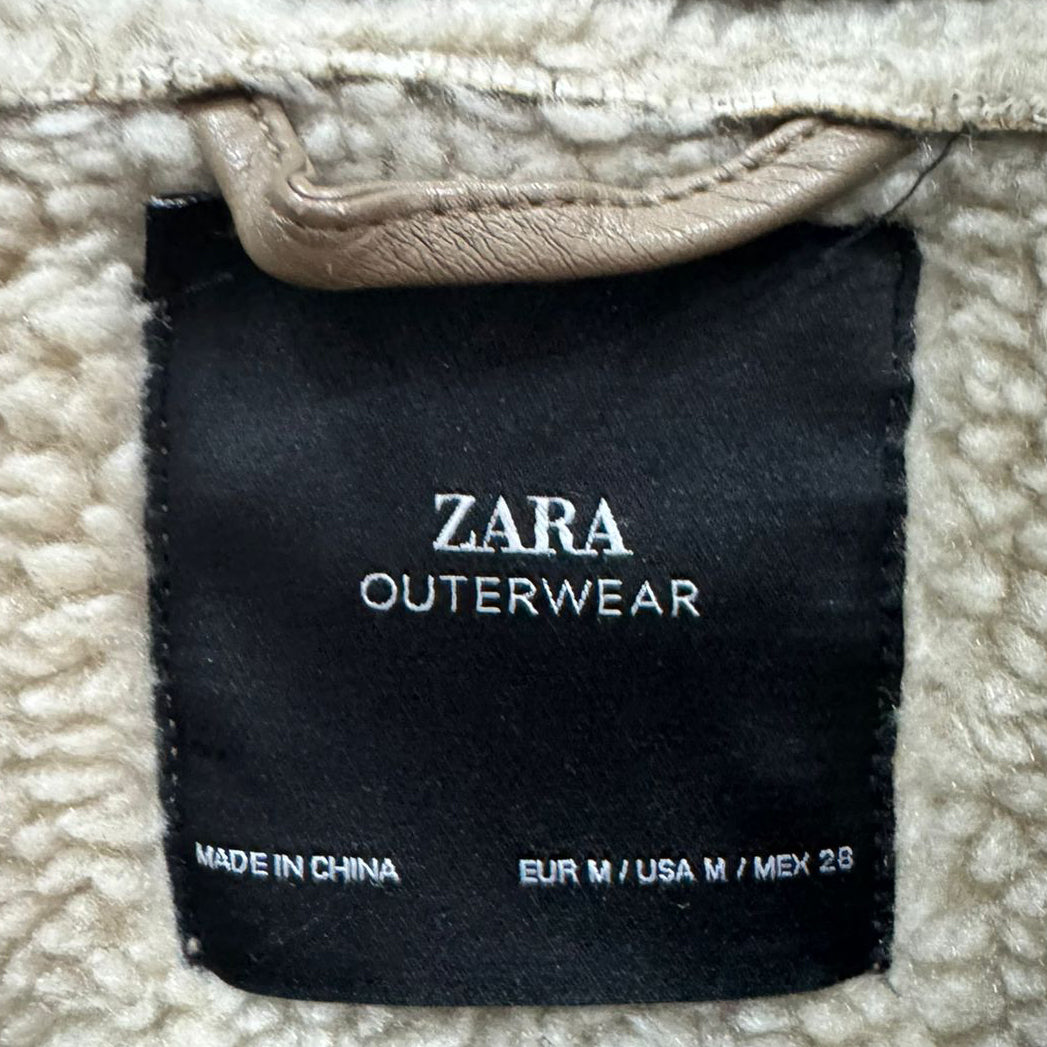 ZARA
OUTERWEAR
MADE IN CHINA
EUR M / USA M / MEX 28